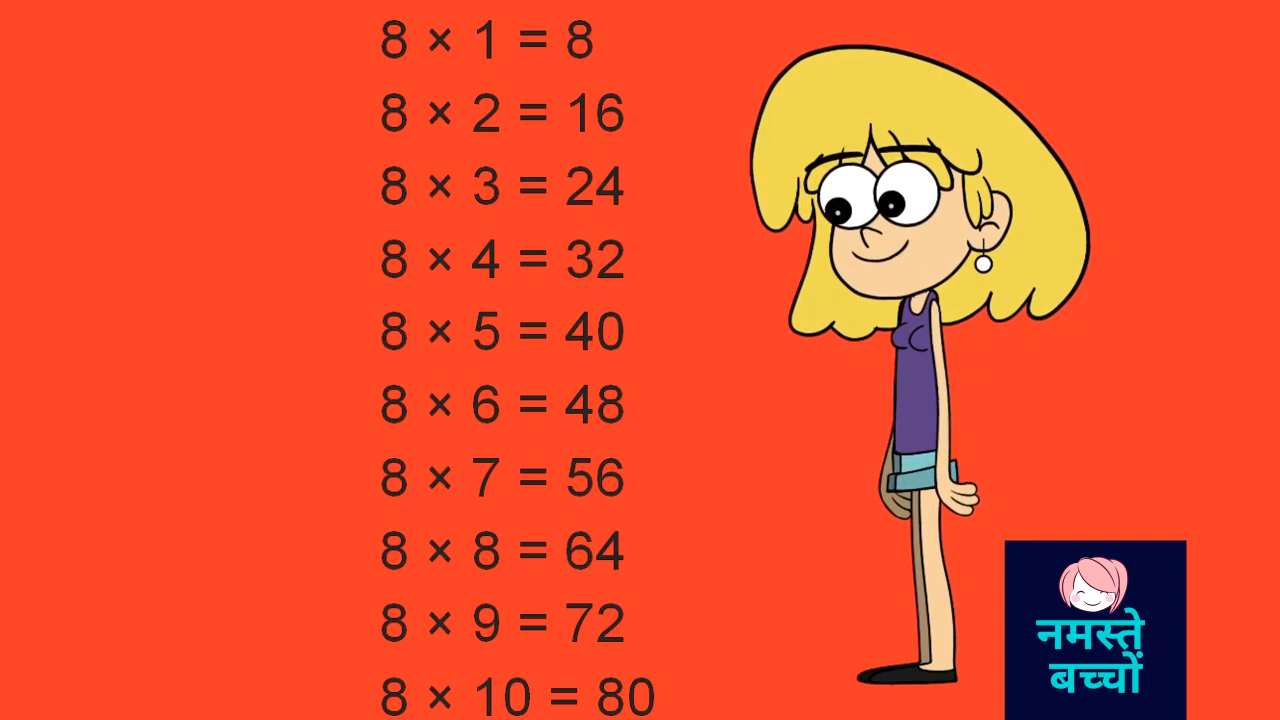 8 × 1 = 8
8 × 2 = 16
8 × 3 = 24
8 × 4 = 32
8 × 5 = 40
8 × 6 = 48
8 × 7 = 56
8 × 8 = 64
8 × 9 = 72
8 × 10 = 80
नमस्ते
बच्चों